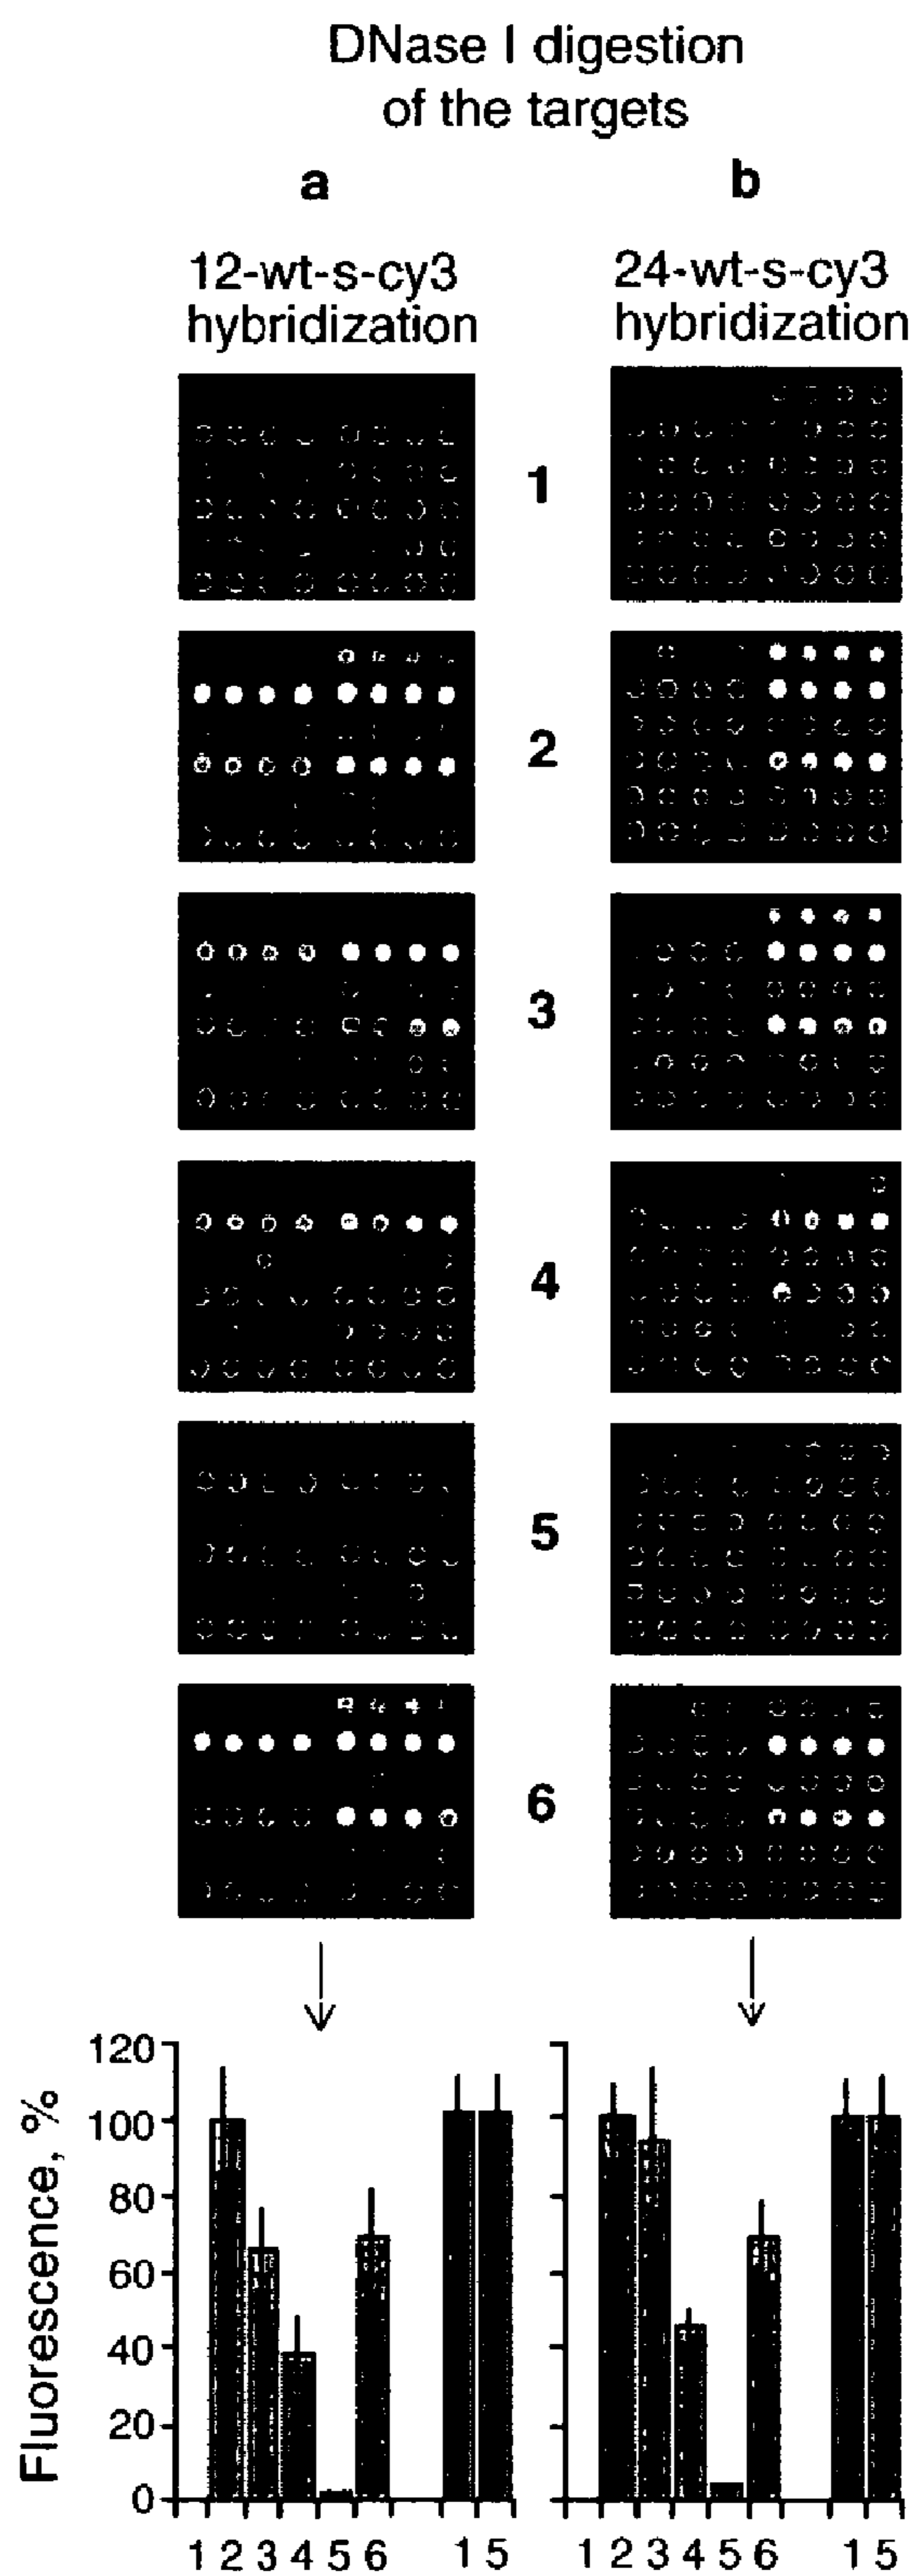 DNase I digestion
of the targets
a b
12-wt-s-cy3 24-wt-s-cy3
hybridization hybridization
1
2
3
4
5
6
120
100
80
60
40
20
0
Fluorescence, %
1 2 3 4 5 6 1 5 1 2 3 4 5 6 1 5